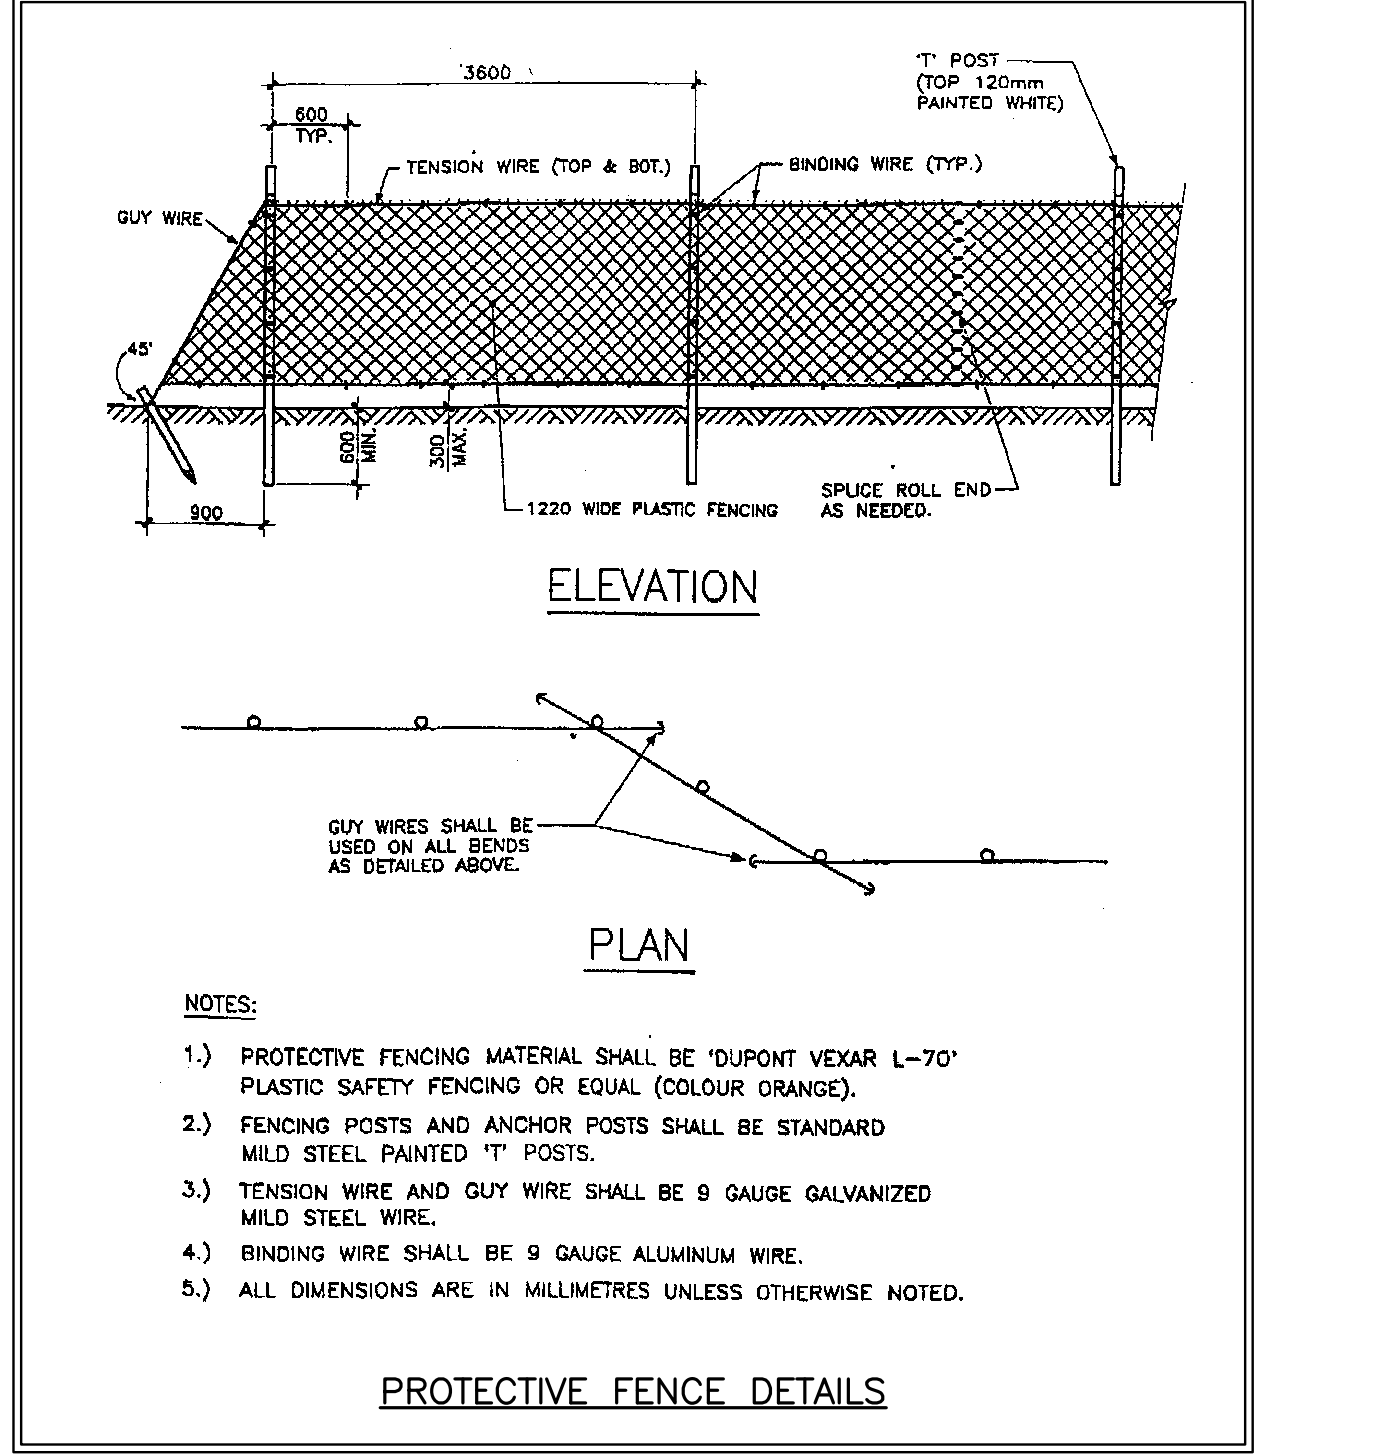 3600
'T' POST
(TOP 120mm
PAINTED WHITE)
600
TYP.
TENSION WIRE (TOP & BOT.)
BINDING WIRE (TYP.)
GUY WIRE
45'
600
MIN.
300
MAX.
900
1220 WIDE PLASTIC FENCING
SPLICE ROLL END
AS NEEDED.
ELEVATION
GUY WIRES SHALL BE
USED ON ALL BENDS
AS DETAILED ABOVE.
PLAN
NOTES:
1.) PROTECTIVE FENCING MATERIAL SHALL BE 'DUPONT VEXAR L-70'
PLASTIC SAFETY FENCING OR EQUAL (COLOUR ORANGE).
2.) FENCING POSTS AND ANCHOR POSTS SHALL BE STANDARD
MILD STEEL PAINTED 'T' POSTS.
3.) TENSION WIRE AND GUY WIRE SHALL BE 9 GAUGE GALVANIZED
MILD STEEL WIRE.
4.) BINDING WIRE SHALL BE 9 GAUGE ALUMINUM WIRE.
5.) ALL DIMENSIONS ARE IN MILLIMETRES UNLESS OTHERWISE NOTED.
PROTECTIVE FENCE DETAILS